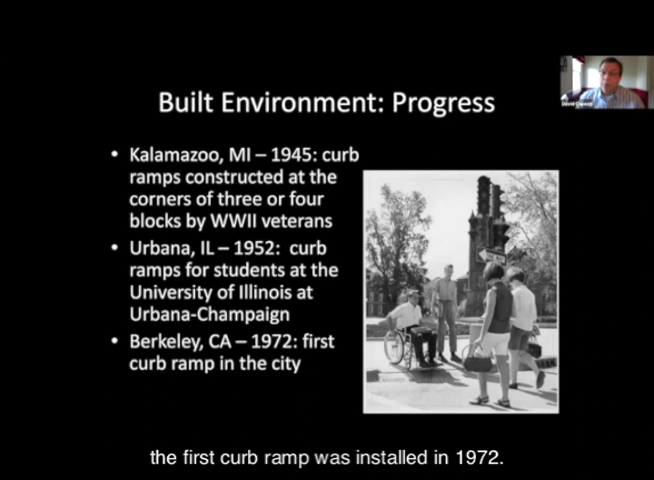 Built Environment: Progress
• Kalamazoo, MI – 1945: curb
ramps constructed at the
corners of three or four
blocks by WWII veterans
• Urbana, IL – 1952: curb
ramps for students at the
University of Illinois at
Urbana-Champaign
• Berkeley, CA – 1972: first
curb ramp in the city
the first curb ramp was installed in 1972.